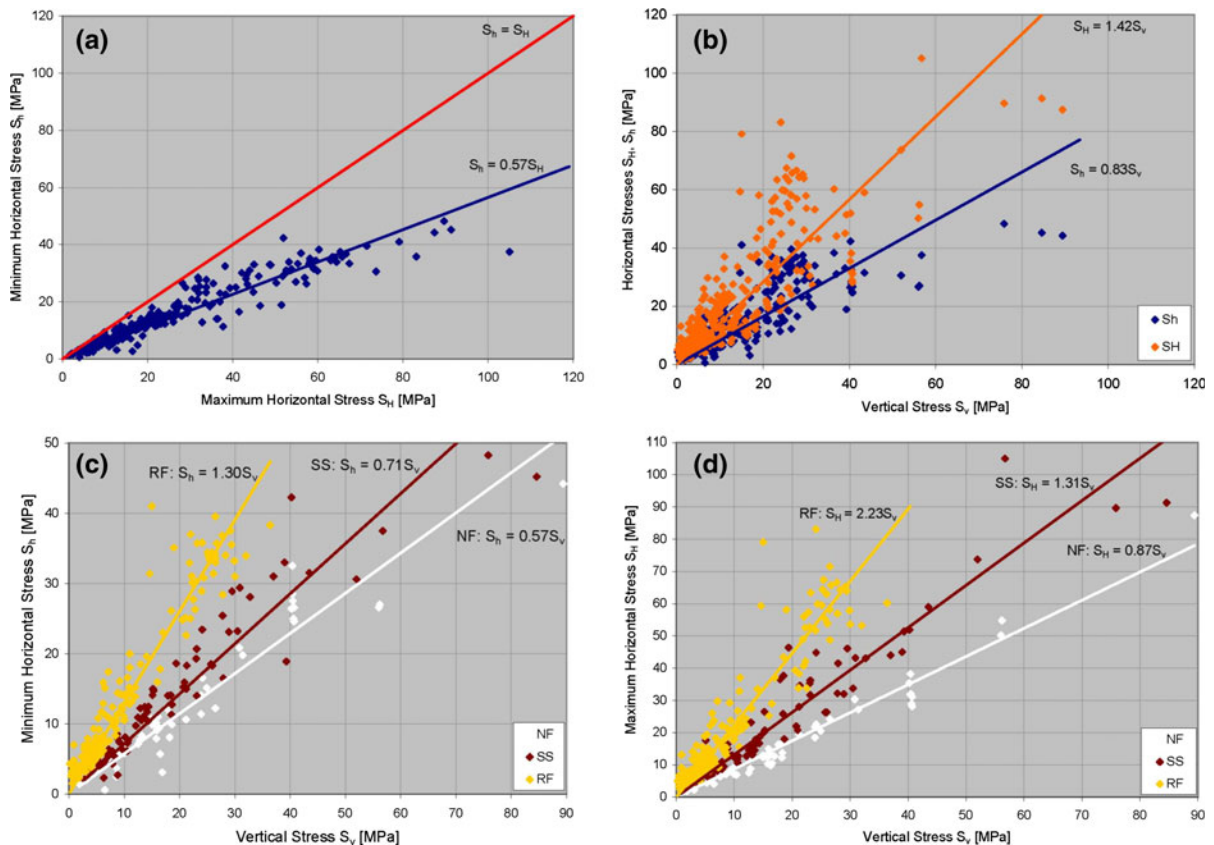 (a)
120
100
80
60
40
20
0
Minimum Horizontal Stress Sh [MPa]
Sh = SH
Sh = 0.57SH
0 20 40 60 80 100 120
Maximum Horizontal Stress SH [MPa]
(b)
120
100
80
60
40
20
0
Horizontal Stresses SH, Sh [MPa]
SH = 1.42Sv
Sh = 0.83Sv
Sh
SH
0 20 40 60 80 100 120
Vertical Stress Sv [MPa]
(c)
50
40
30
20
10
0
Minimum Horizontal Stress Sh [MPa]
RF: Sh = 1.30Sv
SS: Sh = 0.71Sv
NF: Sh = 0.57Sv
NF
SS
RF
0 10 20 30 40 50 60 70 80 90
Vertical Stress Sv [MPa]
(d)
110
100
90
80
70
60
50
40
30
20
10
0
Maximum Horizontal Stress SH [MPa]
SS: SH = 1.31Sv
RF: SH = 2.23Sv
NF: SH = 0.87Sv
NF
SS
RF
0 10 20 30 40 50 60 70 80 90
Vertical Stress Sv [MPa]